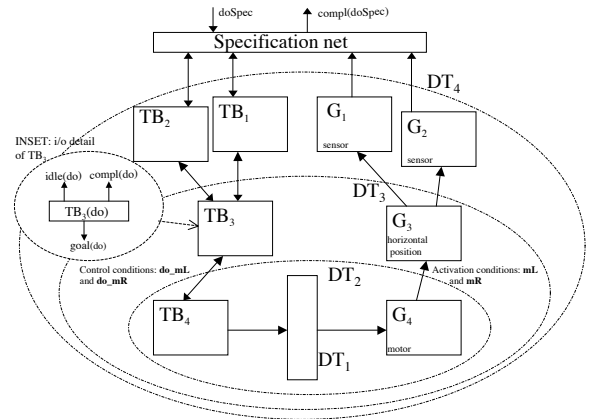 doSpec
compl(doSpec)
Specification net
DT4
TB2
TB1
G1
sensor
G2
sensor
INSET: i/o detail
of TB3
idle(do)
compl(do)
TB3(do)
goal(do)
TB3
DT3
G3
horizontal
position
Control conditions: do_mL
and do_mR
Activation conditions: mL
and mR
DT2
TB4
DT1
G4
motor